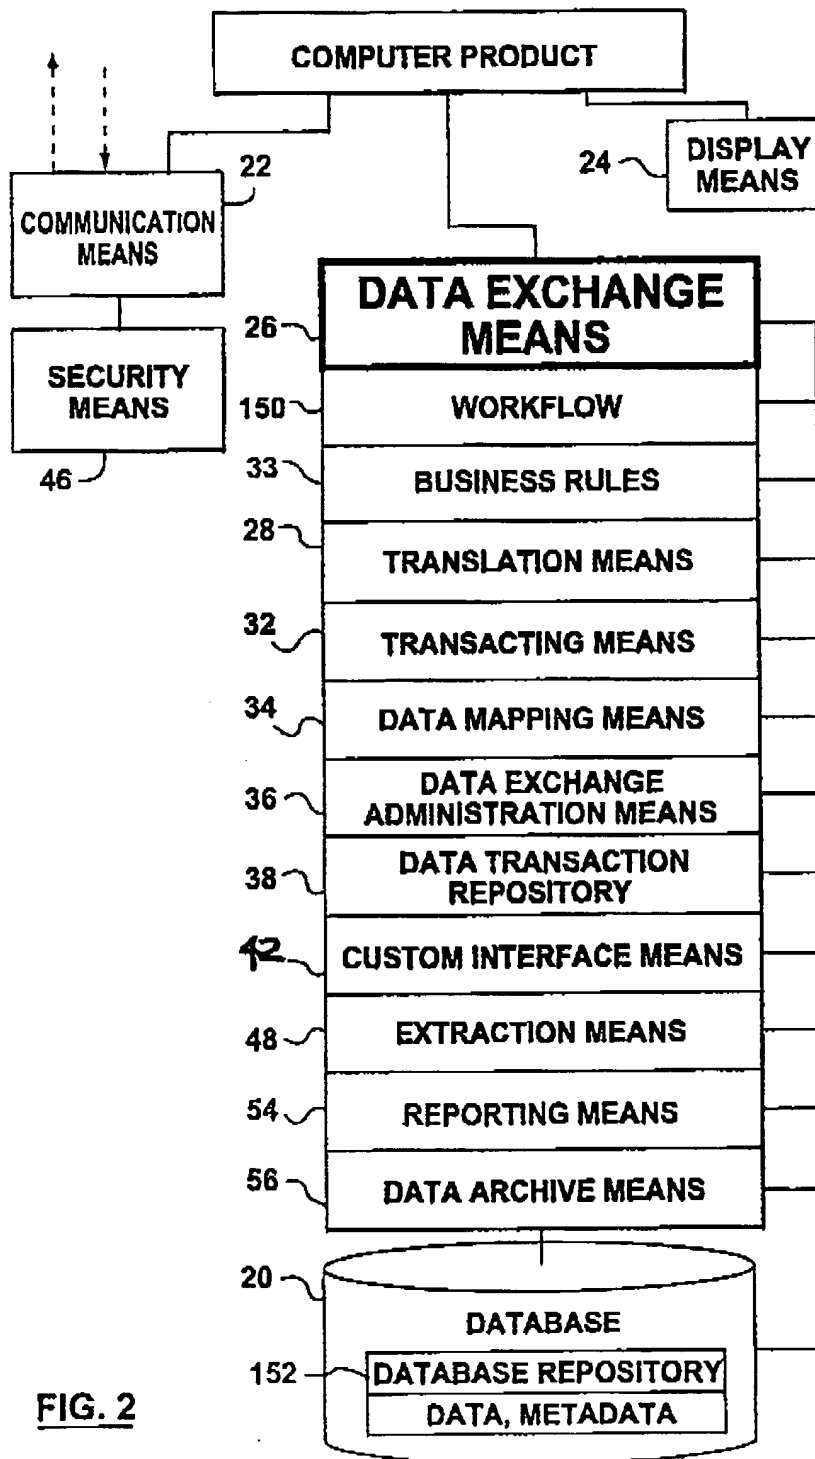 COMPUTER PRODUCT
24
DISPLAY
MEANS
22
COMMUNICATION
MEANS
26
DATA EXCHANGE
MEANS
SECURITY
MEANS
46
150
WORKFLOW
33
BUSINESS RULES
28
TRANSLATION MEANS
32
TRANSACTING MEANS
34
DATA MAPPING MEANS
36
DATA EXCHANGE
ADMINISTRATION MEANS
38
DATA TRANSACTION
REPOSITORY
42
CUSTOM INTERFACE MEANS
48
EXTRACTION MEANS
54
REPORTING MEANS
56
DATA ARCHIVE MEANS
20
DATABASE
152
DATABASE REPOSITORY
DATA, METADATA
FIG. 2